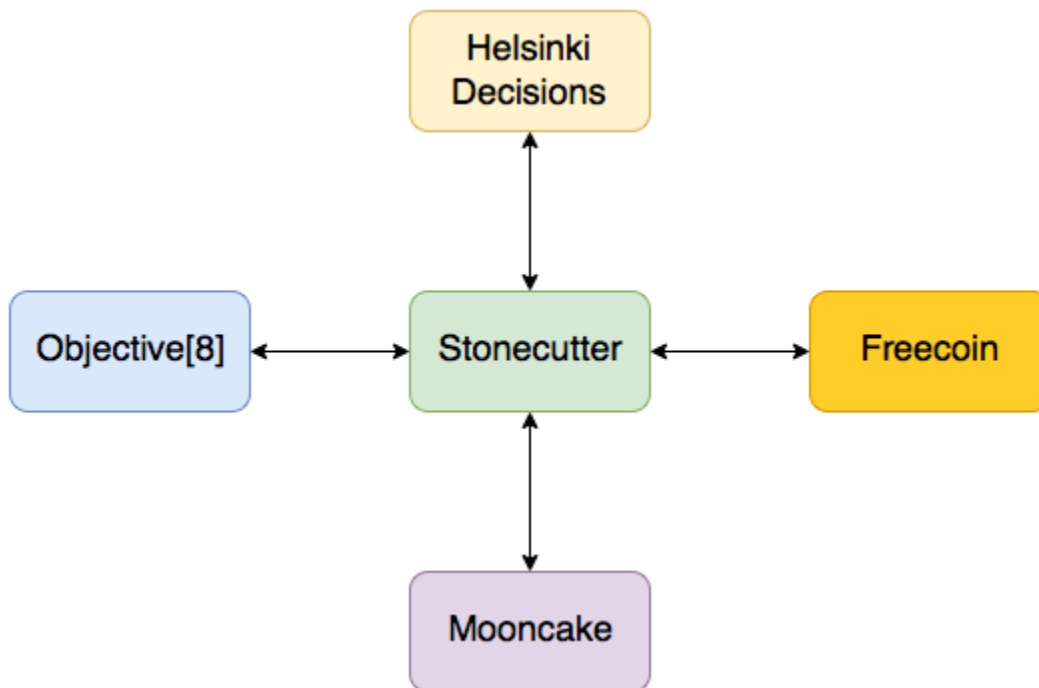 Helsinki
Decisions
Objective[8]
Stonecutter
Freecoin
Mooncake